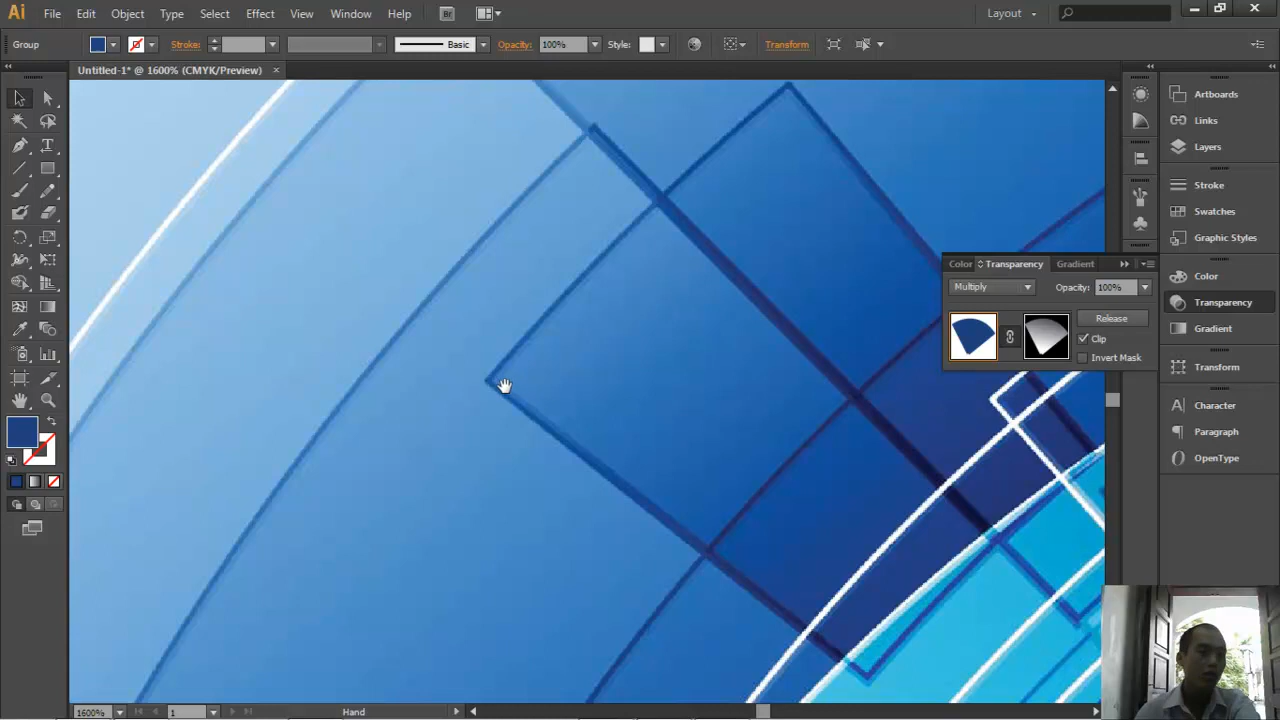 Ai File Edit Object Type Select Effect View Window Help Br Layout
Group Stroke: Basic Opacity: 100% Style: Transform
Untitled-1* @ 1600% (CMYK/Preview) ×
Artboards
Links
Layers
Stroke
Swatches
Graphic Styles
Color Transparency Gradient
Color
Multiply Opacity: 100%
Transparency
Release
Gradient
Clip
Invert Mask
Transform
Character
Paragraph
OpenType
1600% 1 Hand